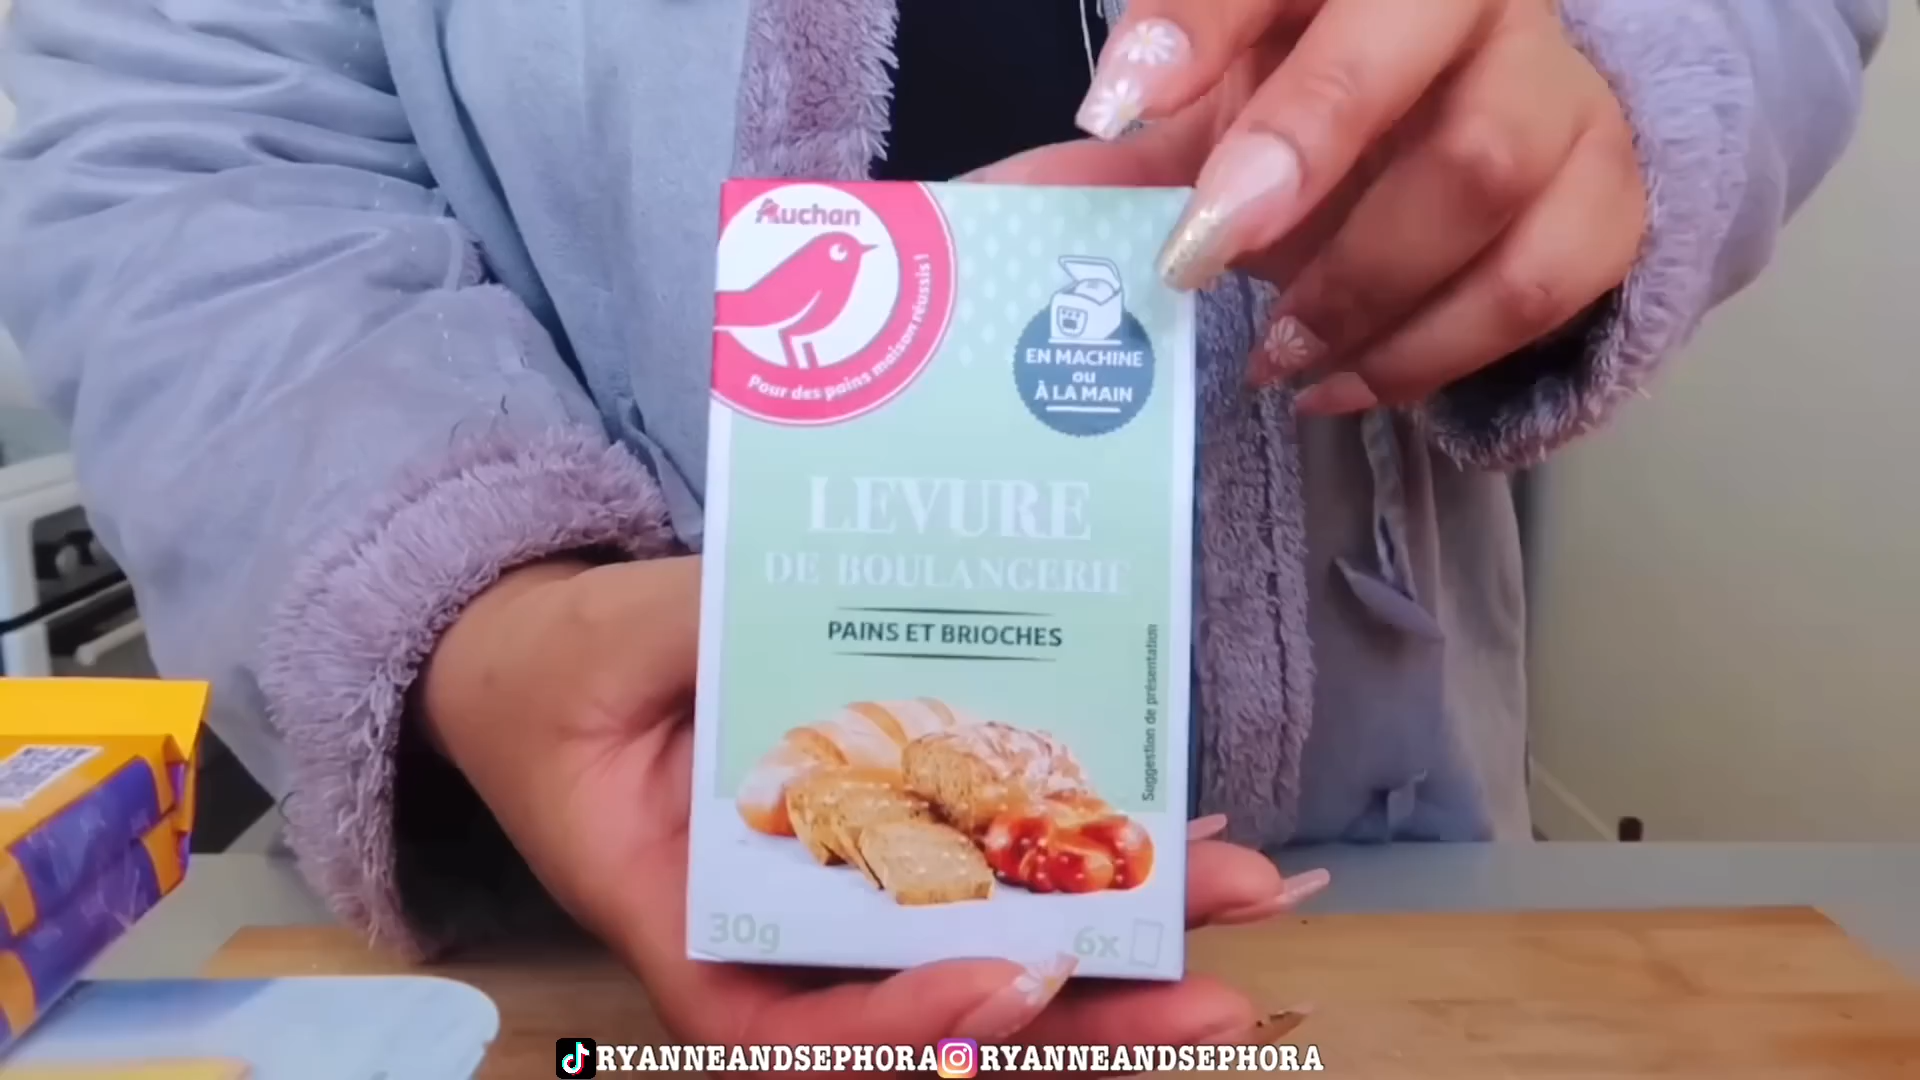 Auchan
Pour des pains maison réussis !
EN MACHINE
ou
À LA MAIN
LEVURE
DE BOULANGERIE
PAINS ET BRIOCHES
Suggestion de présentation
30g
6x
RYANNEANDSEPHORA RYANNEANDSEPHORA